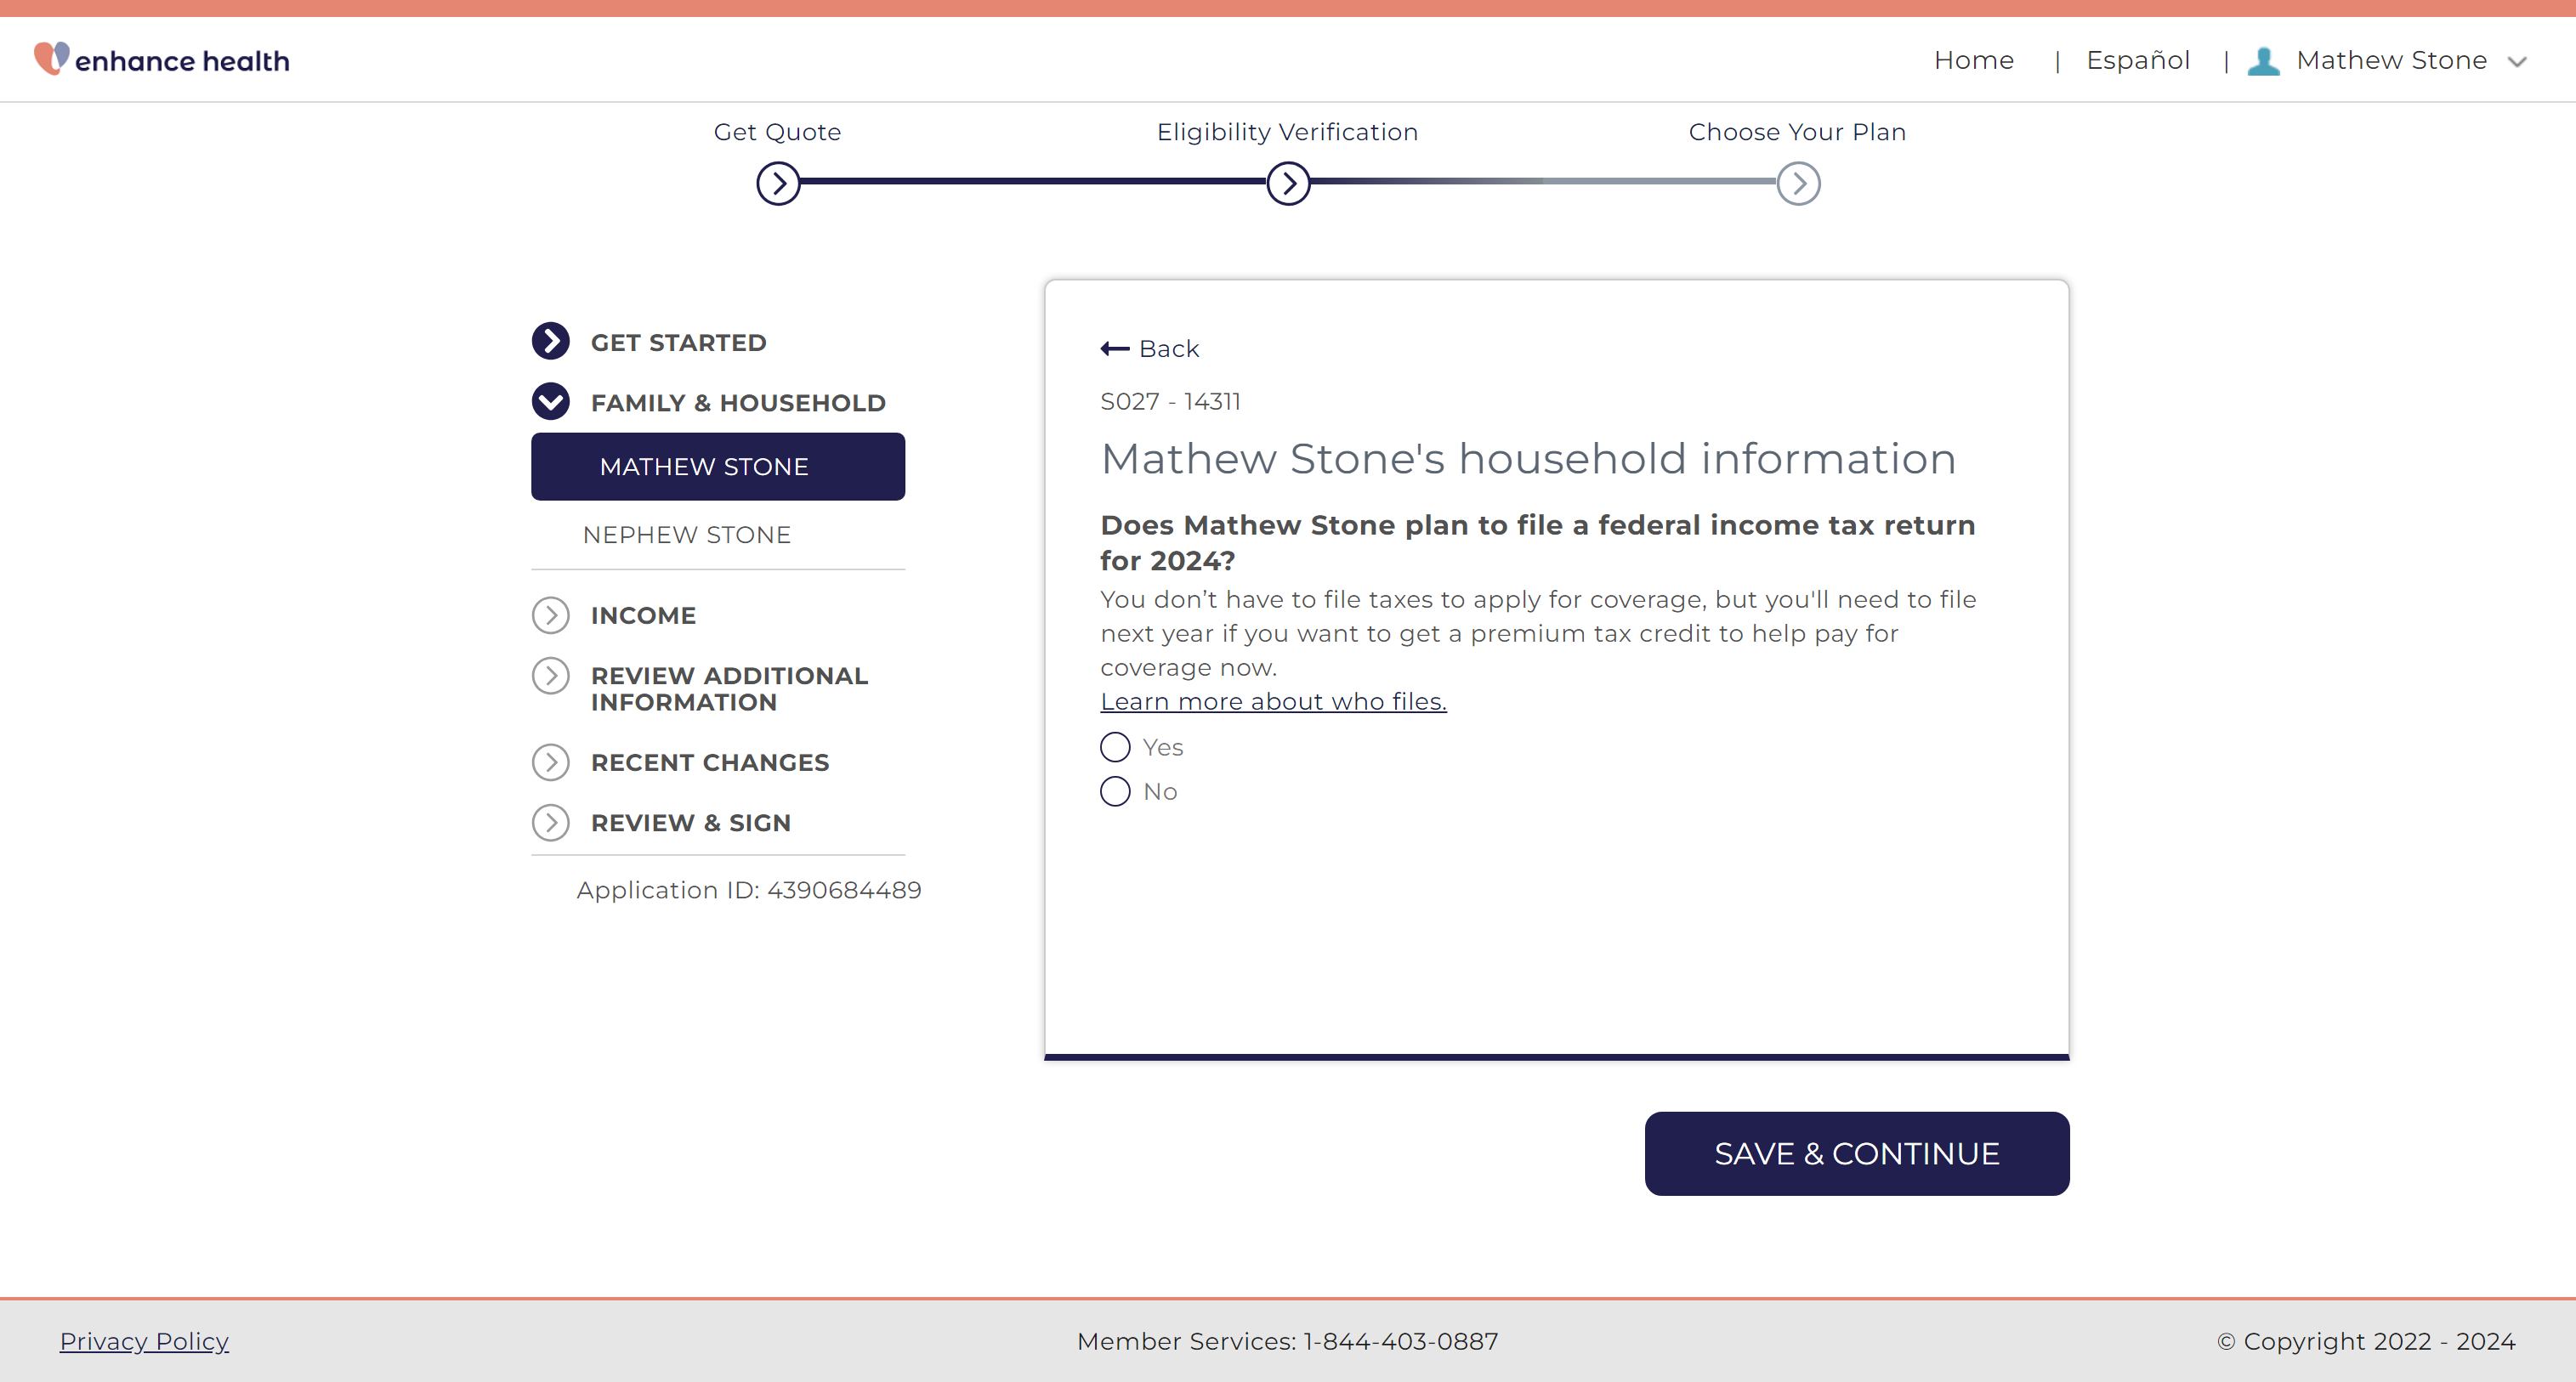 enhance health
Home | Español | Mathew Stone
Get Quote
Eligibility Verification
Choose Your Plan
GET STARTED
FAMILY & HOUSEHOLD
MATHEW STONE
NEPHEW STONE
INCOME
REVIEW ADDITIONAL
INFORMATION
RECENT CHANGES
REVIEW & SIGN
Application ID: 4390684489
Back
S027 - 14311
Mathew Stone's household information
Does Mathew Stone plan to file a federal income tax return
for 2024?
You don’t have to file taxes to apply for coverage, but you'll need to file
next year if you want to get a premium tax credit to help pay for
coverage now.
Learn more about who files.
Yes
No
SAVE & CONTINUE
Privacy Policy
Member Services: 1-844-403-0887
© Copyright 2022 - 2024